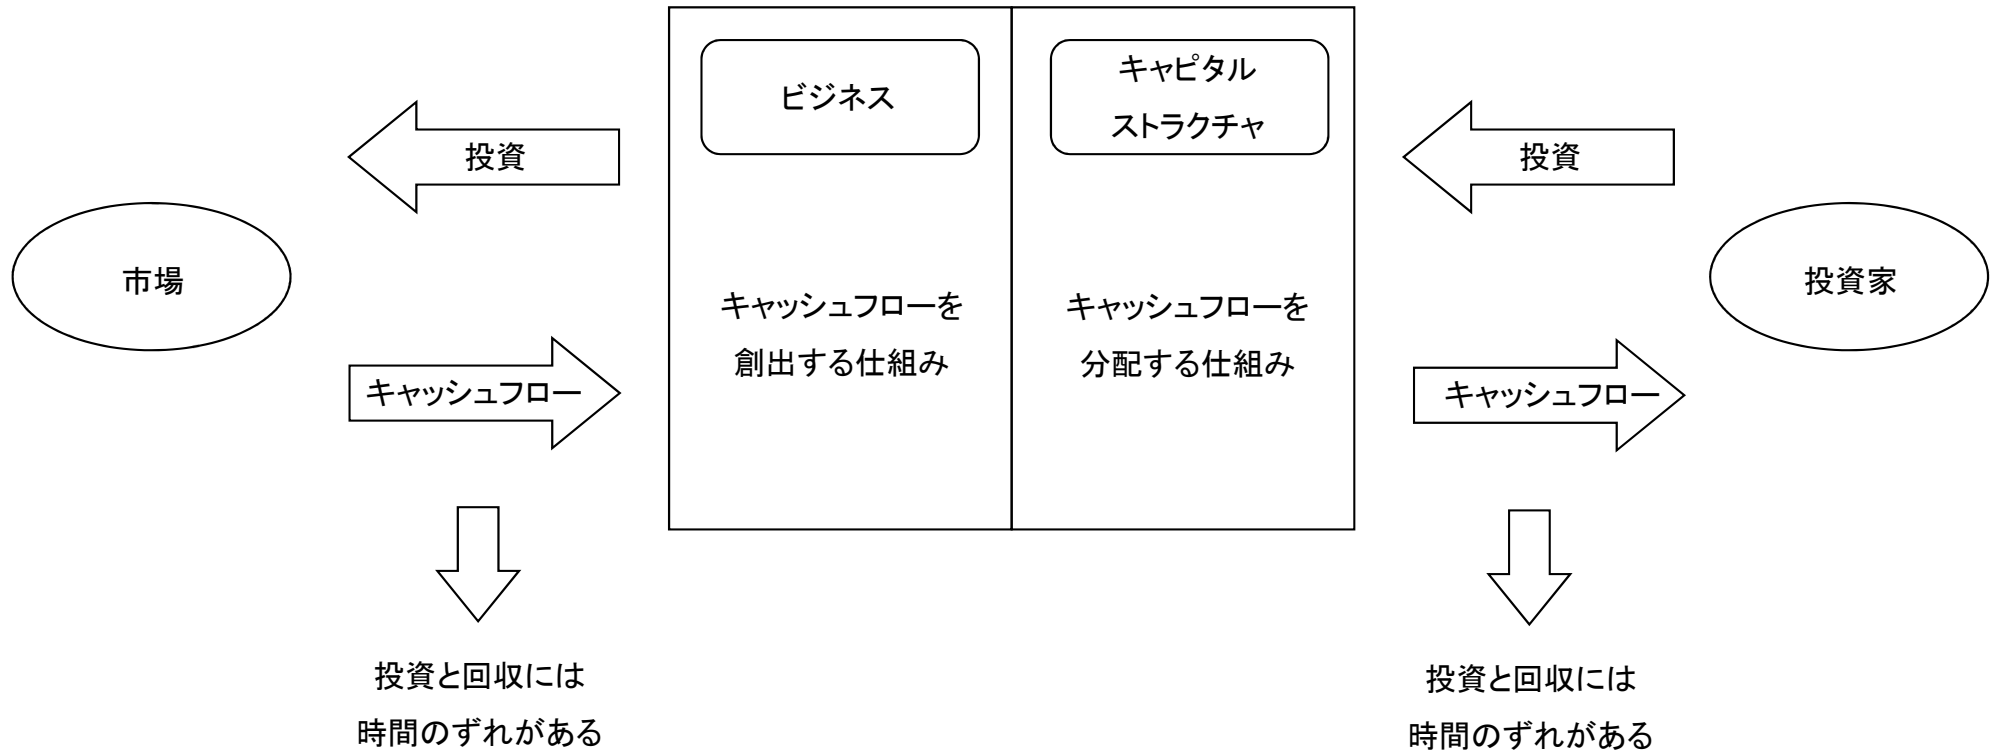 ビジネス
キャピタル
ストラクチャ
投資
投資
市場
投資家
キャッシュフローを
創出する仕組み
キャッシュフローを
分配する仕組み
キャッシュフロー
キャッシュフロー
投資と回収には
時間のずれがある
投資と回収には
時間のずれがある